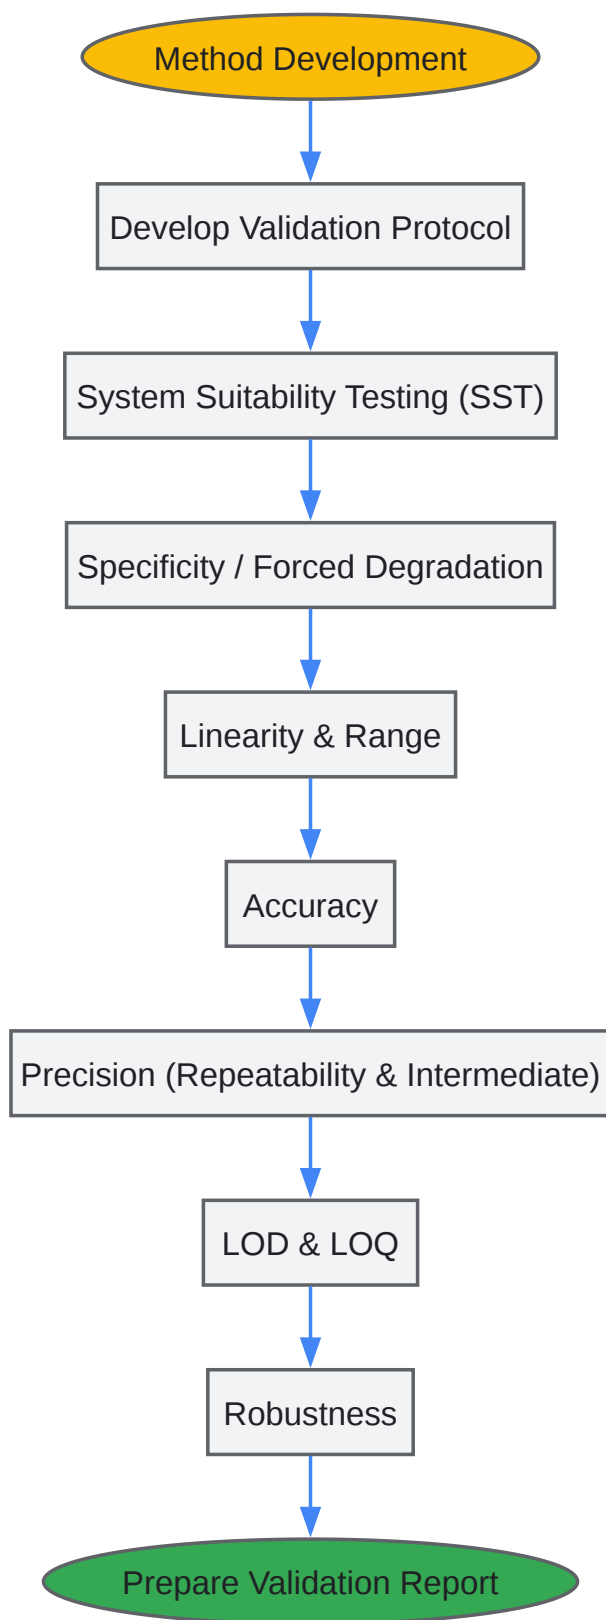 Method Development
Develop Validation Protocol
System Suitability Testing (SST)
Specificity / Forced Degradation
Linearity & Range
Accuracy
Precision (Repeatability & Intermediate)
LOD & LOQ
Robustness
Prepare Validation Report